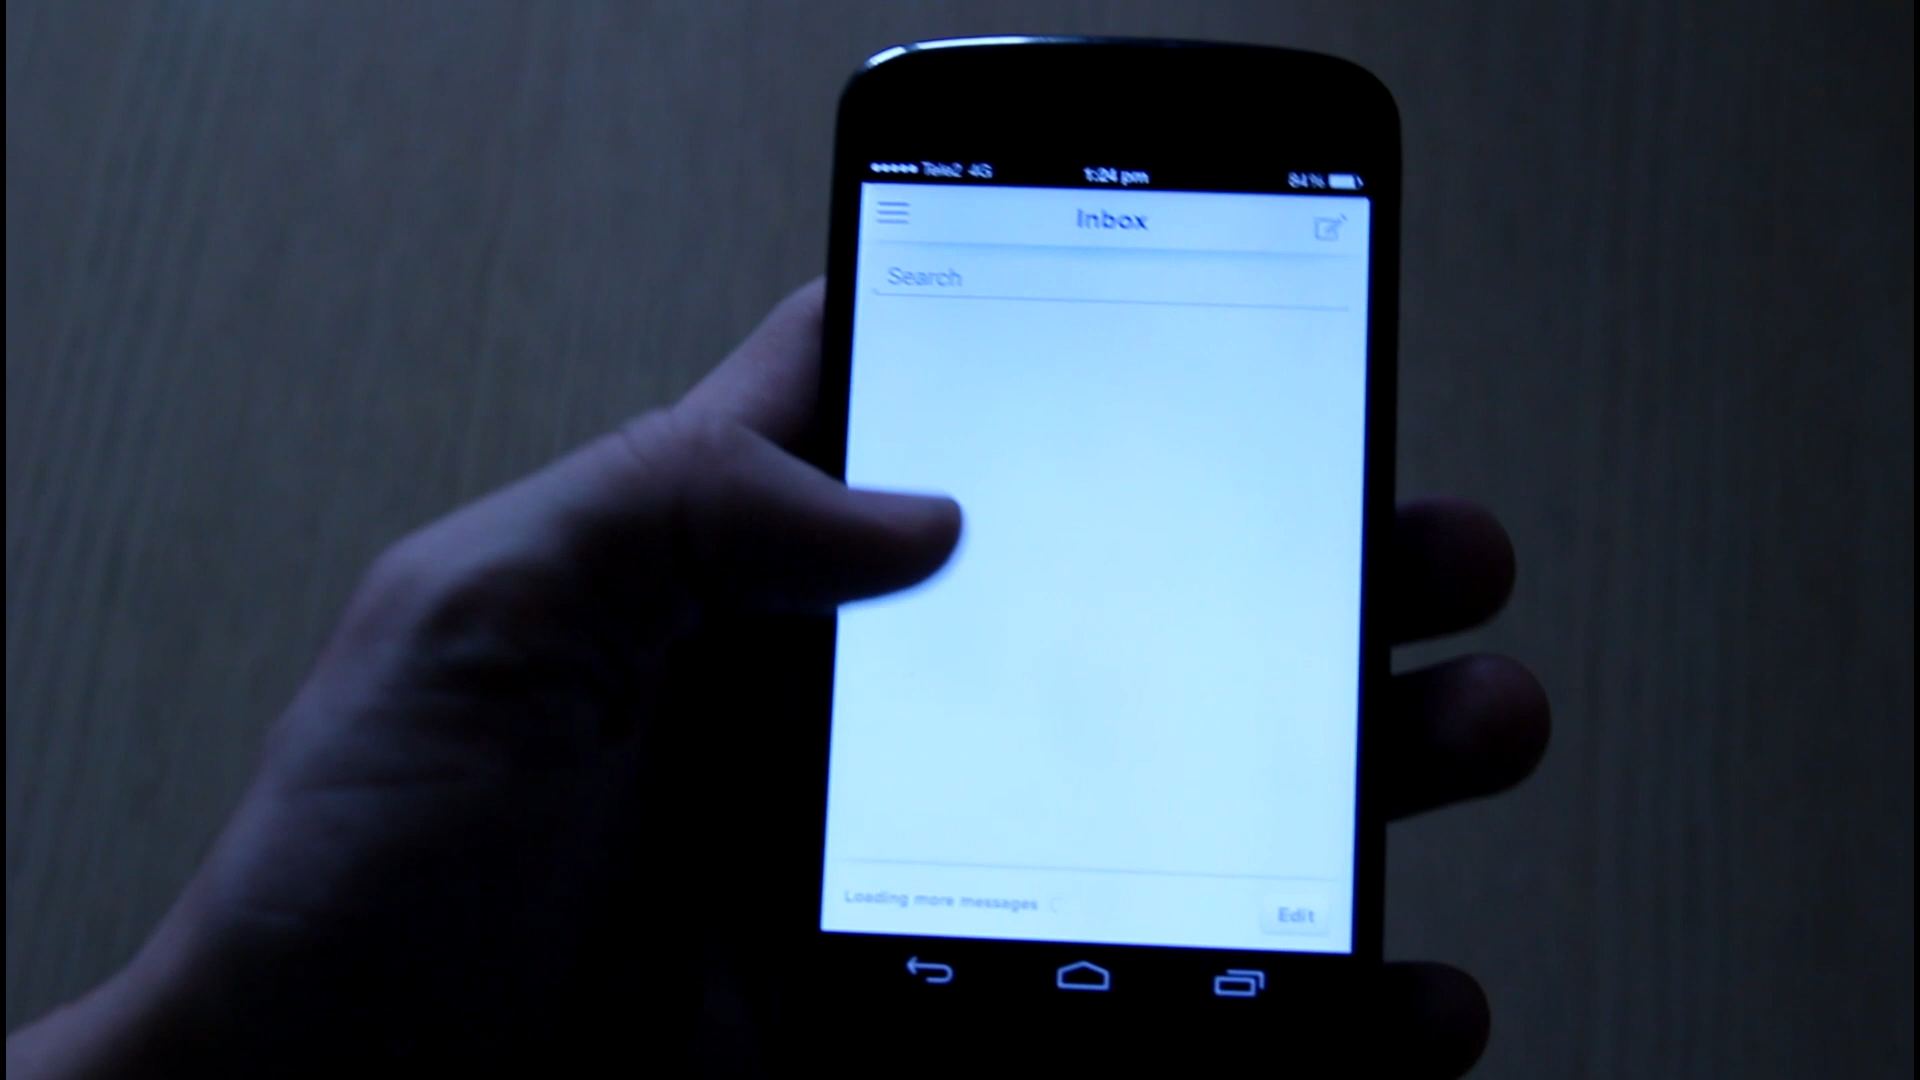 Tele2 4G 1:24 pm 84%
Inbox
Search
Loading more messages
Edit